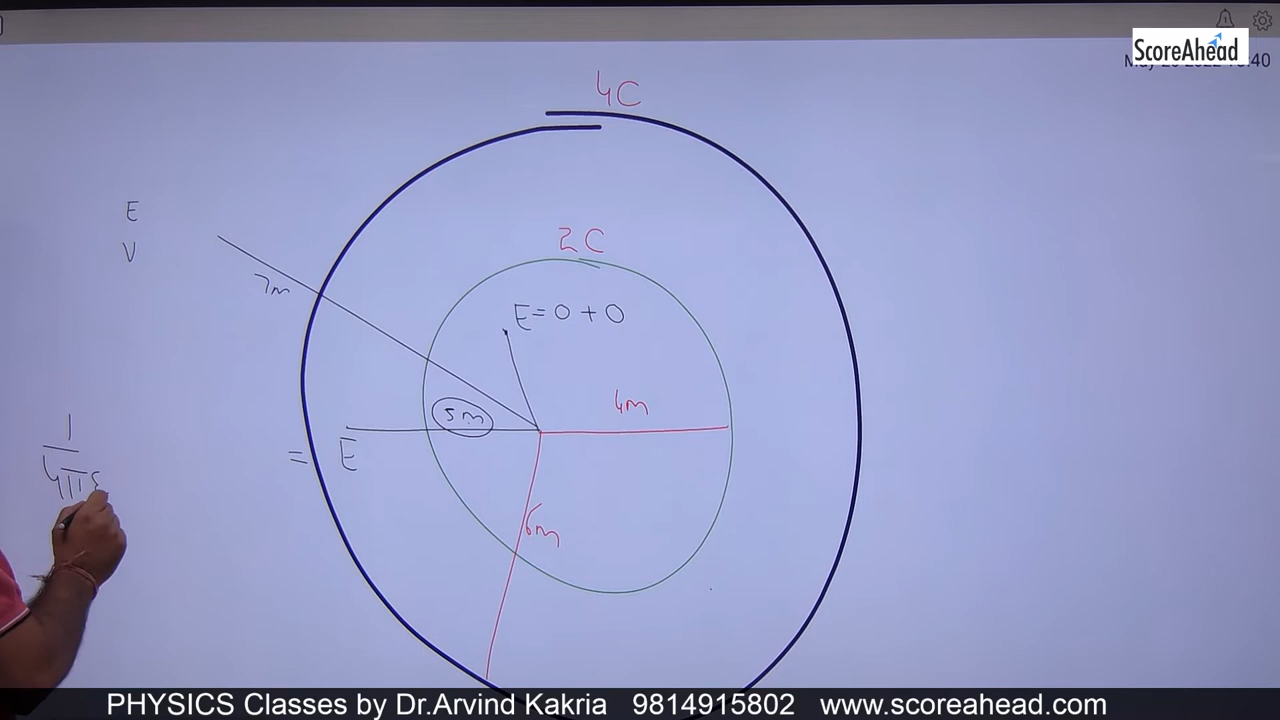 ScoreAhead
4C
E
V
2C
7m
E=0+0
4m
5m
= E
1
4π
6m
PHYSICS Classes by Dr.Arvind Kakria 9814915802 www.scoreahead.com